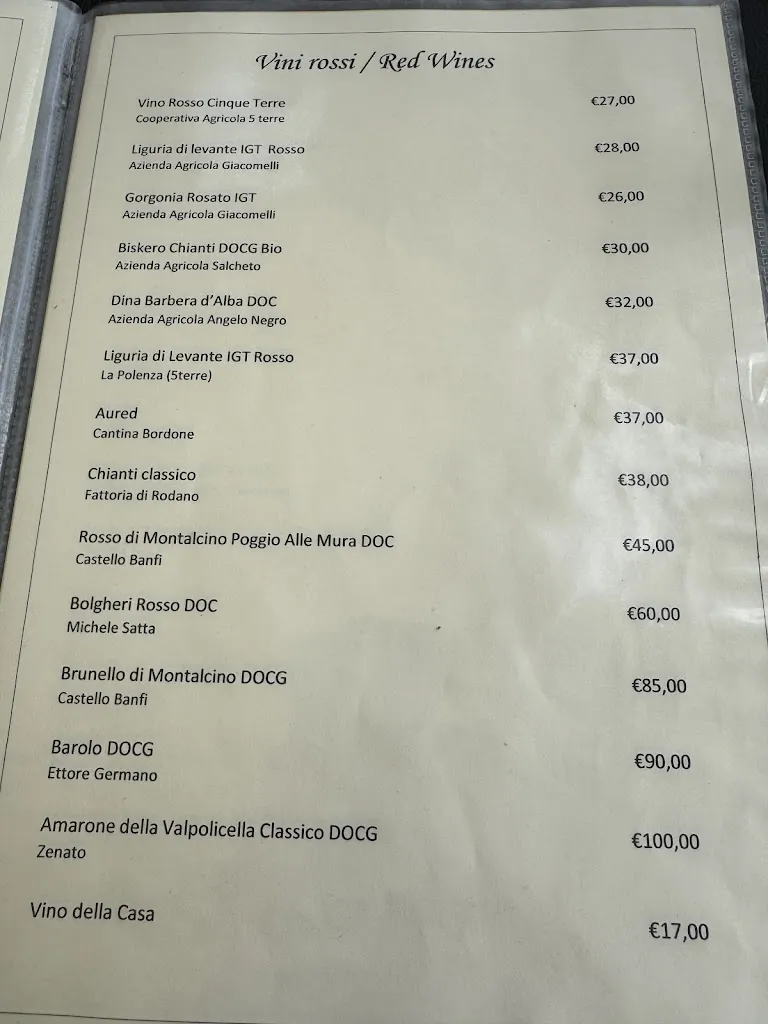 Vini rossi / Red Wines
Vino Rosso Cinque Terre €27,00
Cooperativa Agricola 5 terre
Liguria di levante IGT Rosso €28,00
Azienda Agricola Giacomelli
Gorgonia Rosato IGT €26,00
Azienda Agricola Giacomelli
Biskero Chianti DOCG Bio €30,00
Azienda Agricola Salcheto
Dina Barbera d'Alba DOC €32,00
Azienda Agricola Angelo Negro
Liguria di Levante IGT Rosso €37,00
La Polenza (5terre)
Aured €37,00
Cantina Bordone
Chianti classico €38,00
Fattoria di Rodano
Rosso di Montalcino Poggio Alle Mura DOC €45,00
Castello Banfi
Bolgheri Rosso DOC €60,00
Michele Satta
Brunello di Montalcino DOCG €85,00
Castello Banfi
Barolo DOCG €90,00
Ettore Germano
Amarone della Valpolicella Classico DOCG €100,00
Zenato
Vino della Casa €17,00